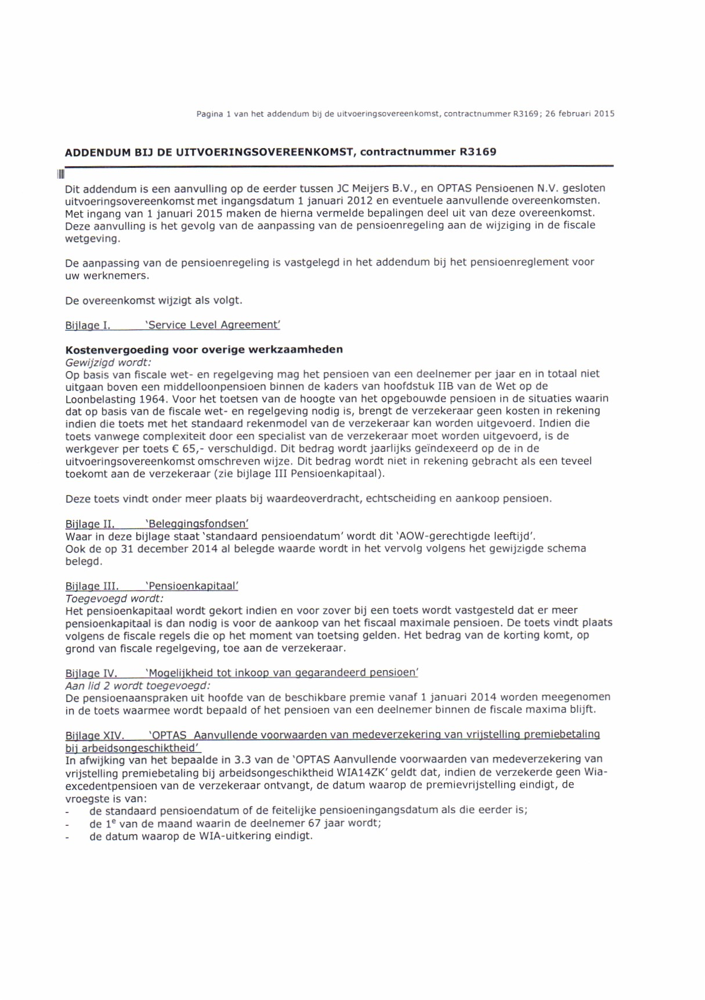 Pagina 1 van het addendum bij de uitvoeringsovereenkomst, contractnummer R3169; 26 februari 2015
ADDENDUM BIJ DE UITVOERINGSOVEREENKOMST, contractnummer R3169
Dit addendum is een aanvulling op de eerder tussen JC Meijers B.V., en OPTAS Pensioenen N.V. gesloten
uitvoeringsovereenkomst met ingangsdatum 1 januari 2012 en eventuele aanvullende overeenkomsten.
Met ingang van 1 januari 2015 maken de hierna vermelde bepalingen deel uit van deze overeenkomst.
Deze aanvulling is het gevolg van de aanpassing van de pensioenregeling aan de wijziging in de fiscale
wetgeving.
De aanpassing van de pensioenregeling is vastgelegd in het addendum bij het pensioenreglement voor
uw werknemers.
De overeenkomst wijzigt als volgt.
Bijlage I. ‘Service Level Agreement’
Kostenvergoeding voor overige werkzaamheden
Gewijzigd wordt:
Op basis van fiscale wet- en regelgeving mag het pensioen van een deelnemer per jaar en in totaal niet
uitgaan boven een middelloonpensioen binnen de kaders van hoofdstuk IIB van de Wet op de
Loonbelasting 1964. Voor het toetsen van de hoogte van het opgebouwde pensioen in de situaties waarin
dat op basis van de fiscale wet- en regelgeving nodig is, brengt de verzekeraar geen kosten in rekening
indien die toets met het standaard rekenmodel van de verzekeraar kan worden uitgevoerd. Indien die
toets vanwege complexiteit door een specialist van de verzekeraar moet worden uitgevoerd, is de
werkgever per toets € 65,- verschuldigd. Dit bedrag wordt jaarlijks geïndexeerd op de in de
uitvoeringsovereenkomst omschreven wijze. Dit bedrag wordt niet in rekening gebracht als een teveel
toekomt aan de verzekeraar (zie bijlage III Pensioenkapitaal).
Deze toets vindt onder meer plaats bij waardeoverdracht, echtscheiding en aankoop pensioen.
Bijlage II. ‘Beleggingsfondsen’
Waar in deze bijlage staat ‘standaard pensioendatum’ wordt dit ‘AOW-gerechtigde leeftijd’.
Ook de op 31 december 2014 al belegde waarde wordt in het vervolg volgens het gewijzigde schema
belegd.
Bijlage III. ‘Pensioenkapitaal’
Toegevoegd wordt:
Het pensioenkapitaal wordt gekort indien en voor zover bij een toets wordt vastgesteld dat er meer
pensioenkapitaal is dan nodig is voor de aankoop van het fiscaal maximale pensioen. De toets vindt plaats
volgens de fiscale regels die op het moment van toetsing gelden. Het bedrag van de korting komt, op
grond van fiscale regelgeving, toe aan de verzekeraar.
Bijlage IV. ‘Mogelijkheid tot inkoop van gegarandeerd pensioen’
Aan lid 2 wordt toegevoegd:
De pensioenaanspraken uit hoofde van de beschikbare premie vanaf 1 januari 2014 worden meegenomen
in de toets waarmee wordt bepaald of het pensioen van een deelnemer binnen de fiscale maxima blijft.
Bijlage XIV. ‘OPTAS Aanvullende voorwaarden van medeverzekering van vrijstelling premiebetaling
bij arbeidsongeschiktheid’
In afwijking van het bepaalde in 3.3 van de ‘OPTAS Aanvullende voorwaarden van medeverzekering van
vrijstelling premiebetaling bij arbeidsongeschiktheid WIA14ZK’ geldt dat, indien de verzekerde geen Wia-
excedentpensioen van de verzekeraar ontvangt, de datum waarop de premievrijstelling eindigt, de
vroegste is van:
- de standaard pensioendatum of de feitelijke pensioeningangsdatum als die eerder is;
- de 1e van de maand waarin de deelnemer 67 jaar wordt;
- de datum waarop de WIA-uitkering eindigt.